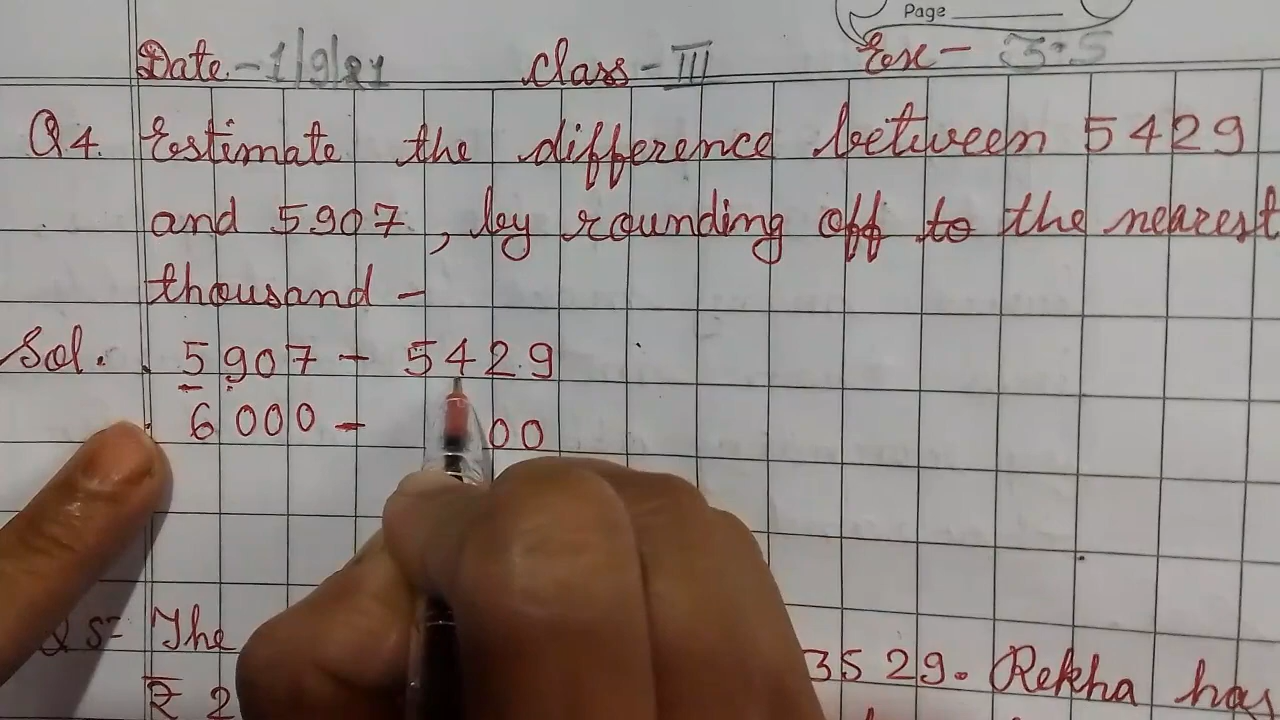 Page
Date - 1/9/21 Class - III Ex - 3.5
Q4. Estimate the difference between 5429
and 5907, by rounding off to the nearest
thousand -
Sol. 5907 - 5429
6000 - 00
Q5= The 3529. Rekha has
₹ 2